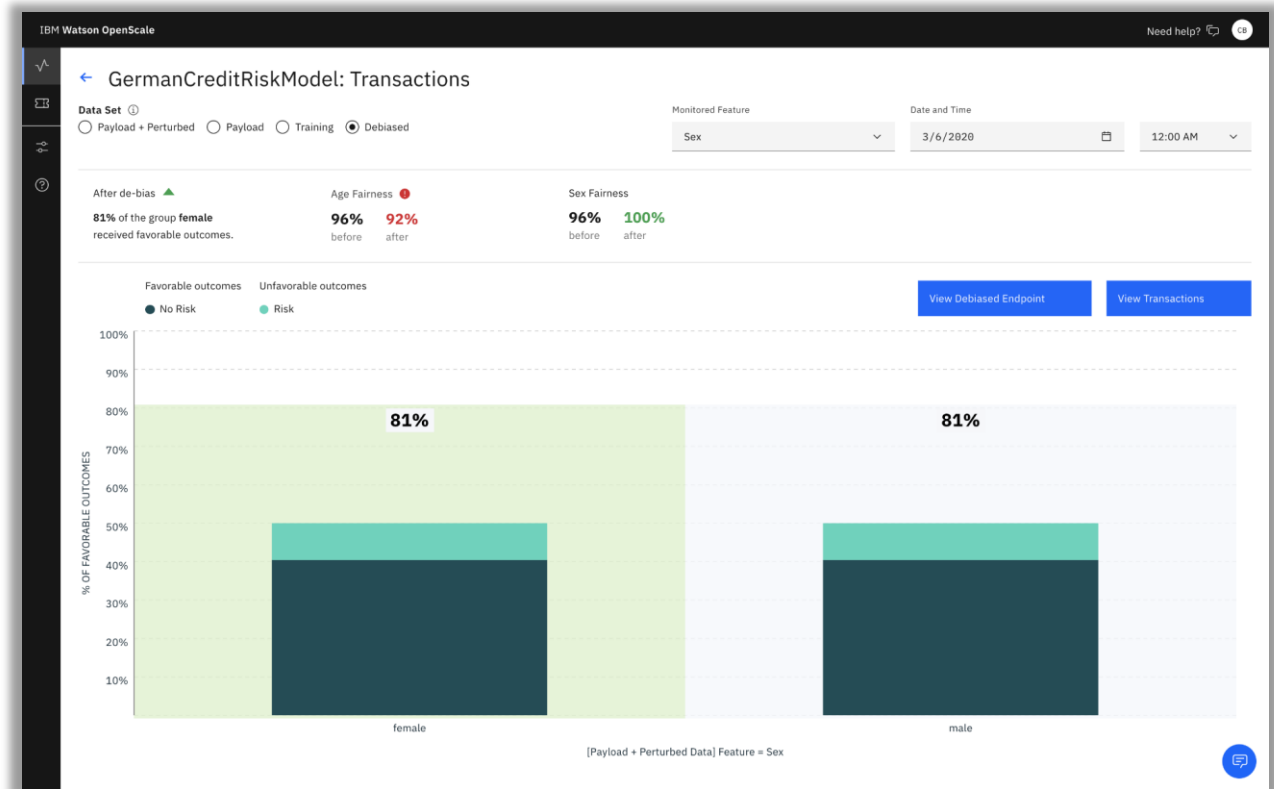 IBM Watson OpenScale
Need help?
CB
GermanCreditRiskModel: Transactions
Data Set
Payload + Perturbed Payload Training Debiased
Monitored Feature
Sex
Date and Time
3/6/2020
12:00 AM
After de-bias
81% of the group female
received favorable outcomes.
Age Fairness
96% 92%
before after
Sex Fairness
96% 100%
before after
Favorable outcomes Unfavorable outcomes
No Risk Risk
View Debiased Endpoint
View Transactions
% OF FAVORABLE OUTCOMES
100%
90%
80%
70%
60%
50%
40%
30%
20%
10%
81%
81%
female
male
[Payload + Perturbed Data] Feature = Sex